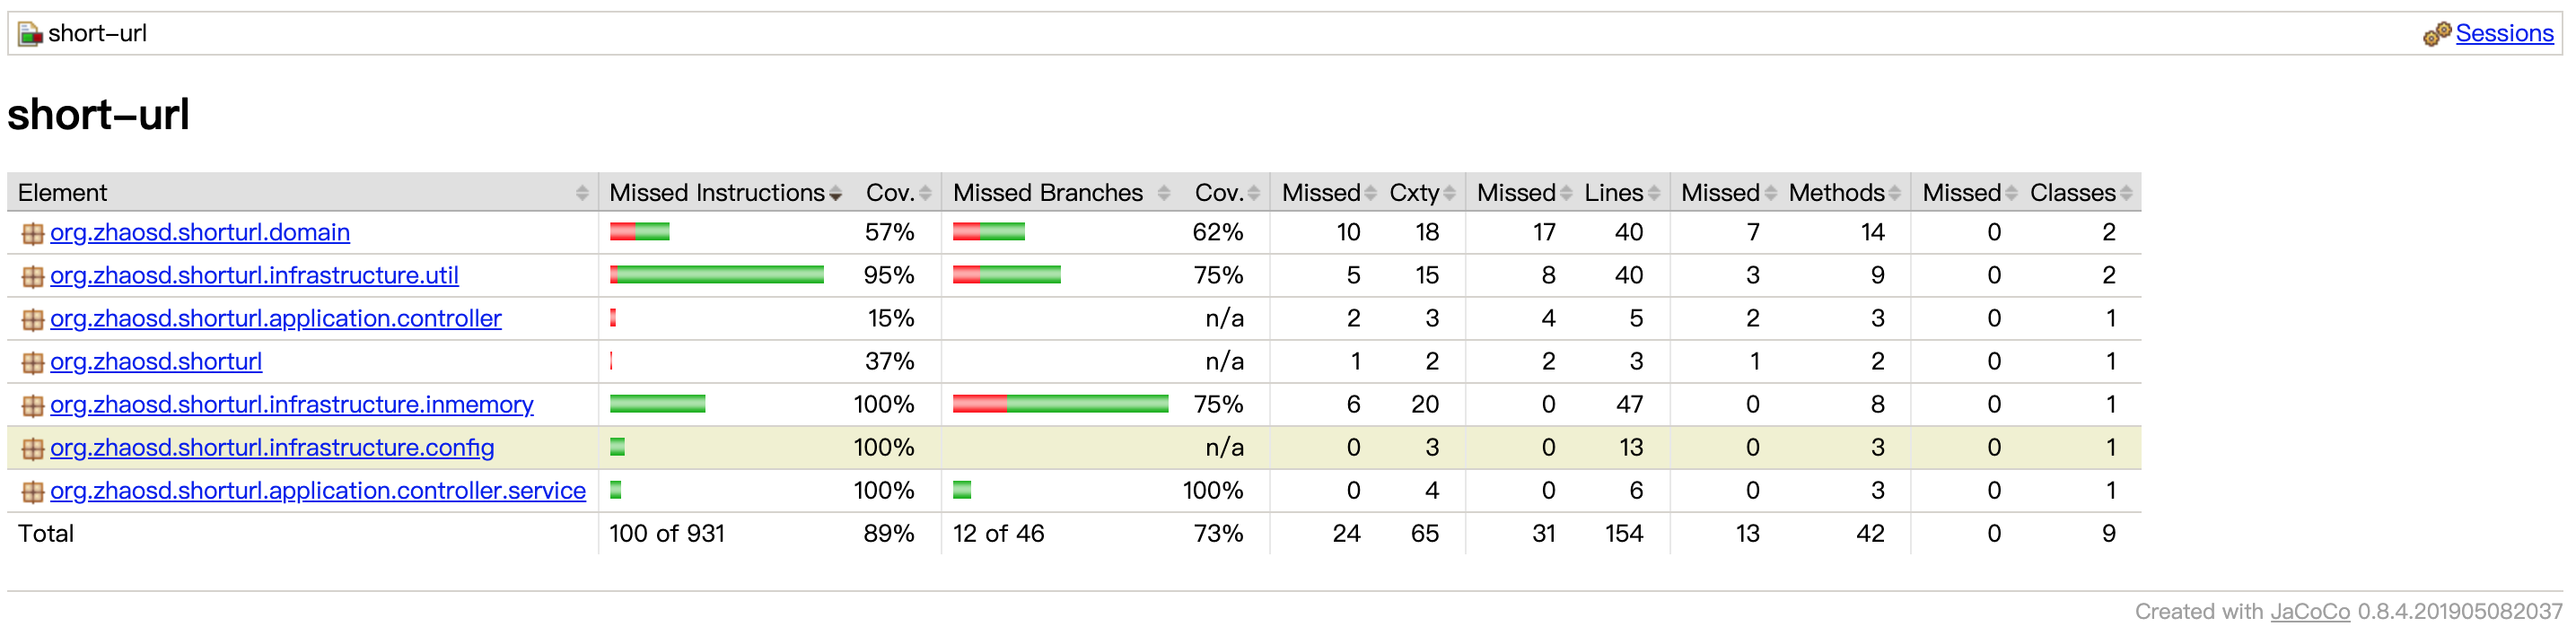 short-url Sessions
short-url
Element Missed Instructions Cov. Missed Branches Cov. Missed Cxty Missed Lines Missed Methods Missed Classes
org.zhaosd.shorturl.domain 57% 62% 10 18 17 40 7 14 0 2
org.zhaosd.shorturl.infrastructure.util 95% 75% 5 15 8 40 3 9 0 2
org.zhaosd.shorturl.application.controller 15% n/a 2 3 4 5 2 3 0 1
org.zhaosd.shorturl 37% n/a 1 2 2 3 1 2 0 1
org.zhaosd.shorturl.infrastructure.inmemory 100% 75% 6 20 0 47 0 8 0 1
org.zhaosd.shorturl.infrastructure.config 100% n/a 0 3 0 13 0 3 0 1
org.zhaosd.shorturl.application.controller.service 100% 100% 0 4 0 6 0 3 0 1
Total 100 of 931 89% 12 of 46 73% 24 65 31 154 13 42 0 9
Created with JaCoCo 0.8.4.201905082037